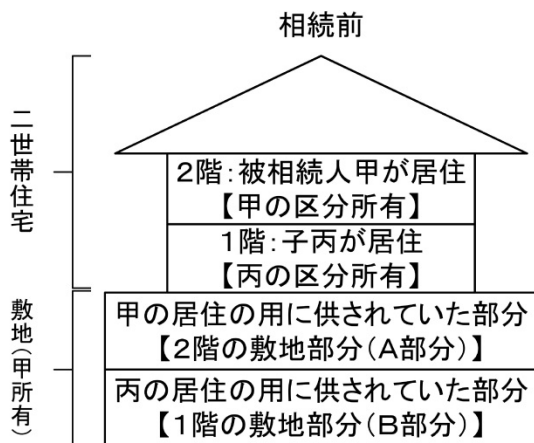 相続前
二世帯住宅
2階:被相続人甲が居住
【甲の区分所有】
1階:子丙が居住
【丙の区分所有】
敷地(甲所有)
甲の居住の用に供されていた部分
【2階の敷地部分(A部分)】
丙の居住の用に供されていた部分
【1階の敷地部分(B部分)】